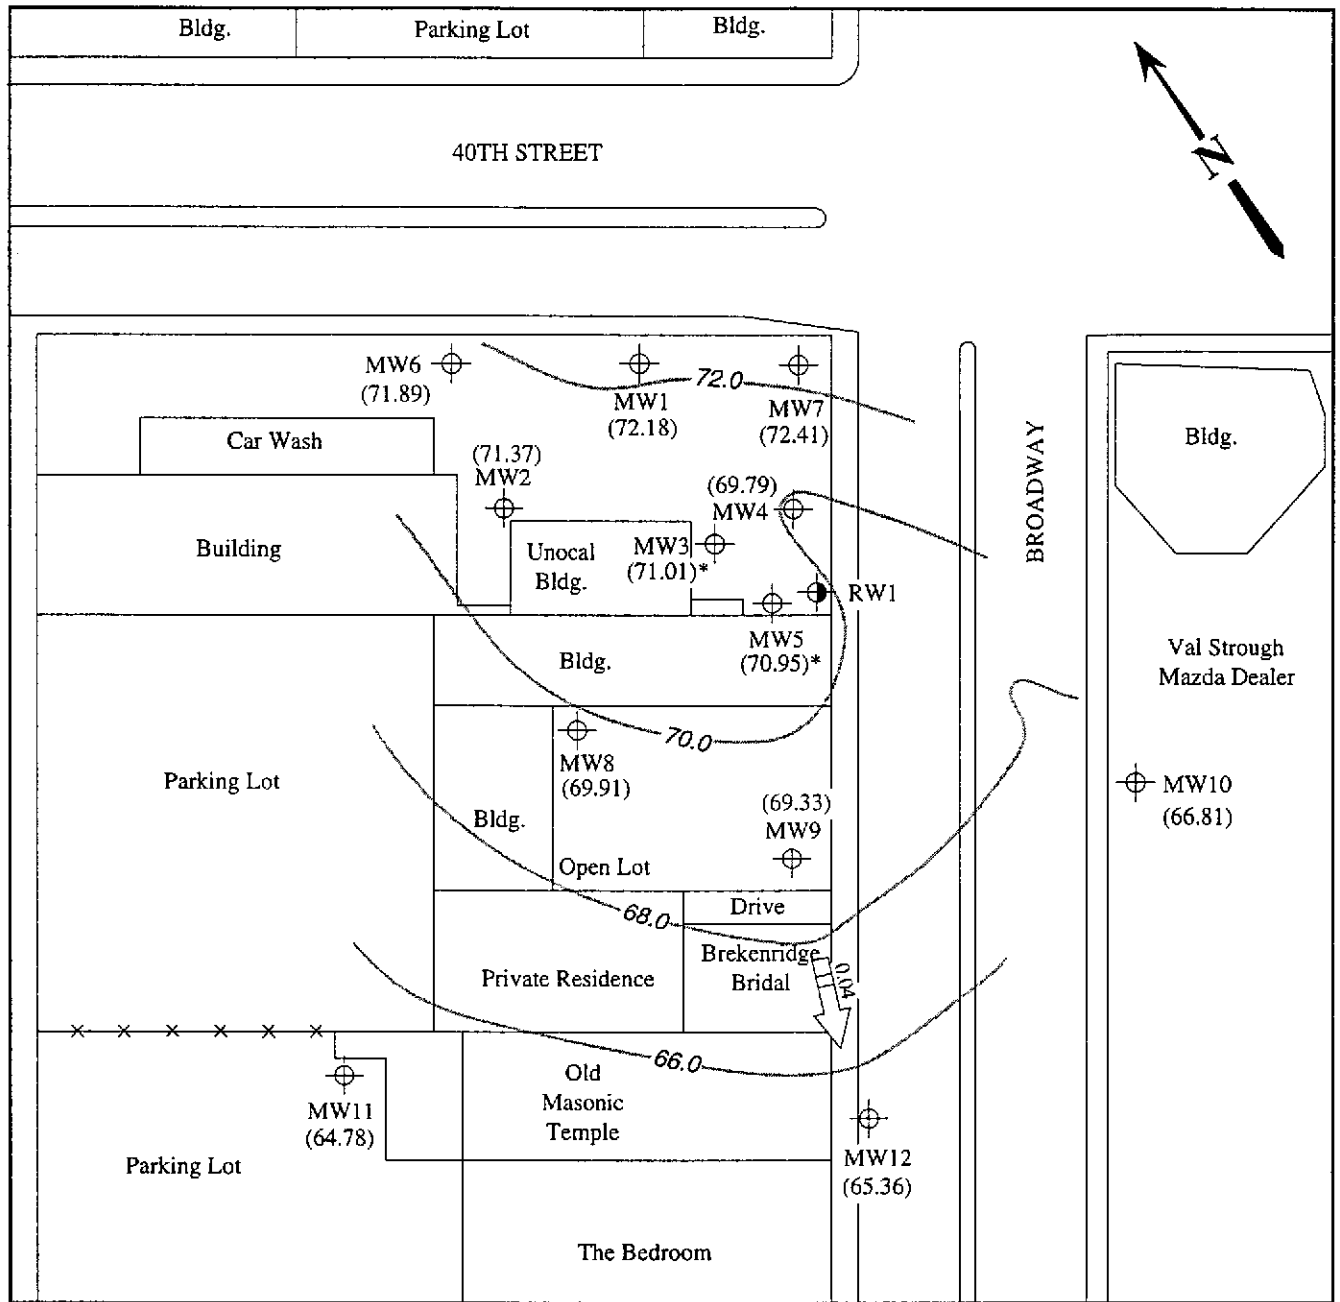 Bldg.
Parking Lot
Bldg.
N
40TH STREET
MW6
(71.89)
MW1
(72.18)
72.0
MW7
(72.41)
Car Wash
(71.37)
MW2
(69.79)
MW4
BROADWAY
Bldg.
Building
Unocal
Bldg.
MW3
(71.01)*
RW1
MW5
(70.95)*
Bldg.
Val Strough
Mazda Dealer
70.0
Parking Lot
MW8
(69.91)
MW10
(66.81)
Bldg.
(69.33)
MW9
Open Lot
68.0
Drive
Private Residence
Brekenridge
Bridal
0.04
66.0
MW11
(64.78)
Old
Masonic
Temple
MW12
(65.36)
Parking Lot
The Bedroom